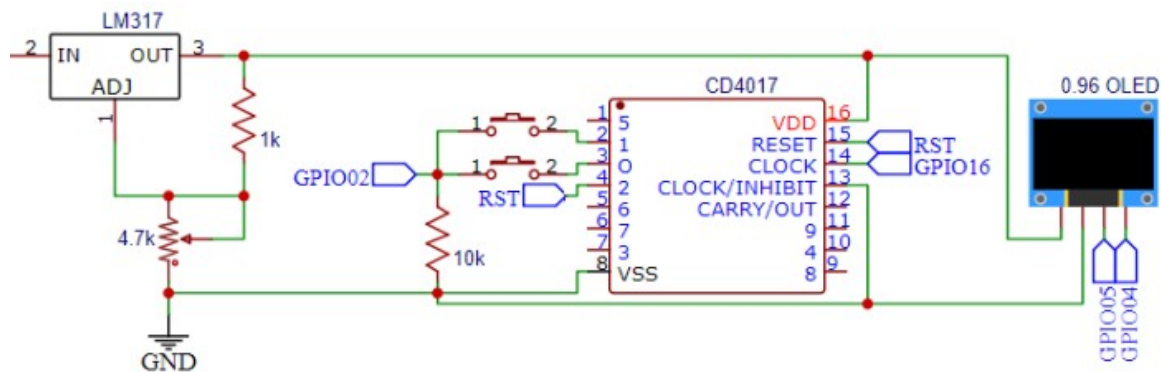 LM317
2 IN OUT 3
ADJ
1
1k
4.7k
GND
GPIO02
1 2
1 2
RST
10k
CD4017
1 5
2 1
3 O
4 2
5 6
6 7
7 3
8 VSS
VDD 16
RESET 15
CLOCK 14
CLOCK/INHIBIT 13
CARRY/OUT 12
9 11
4 10
8 9
RST
GPIO16
0.96 OLED
GPIO05
GPIO04